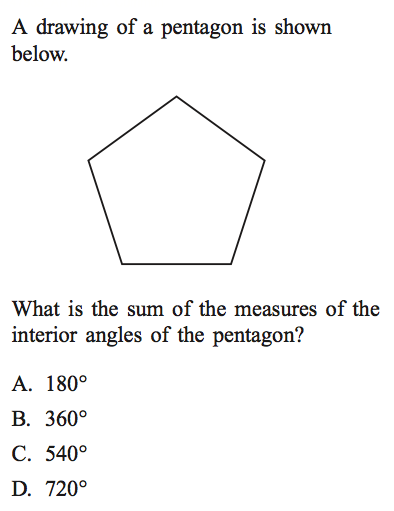 A drawing of a pentagon is shown
below.
What is the sum of the measures of the
interior angles of the pentagon?
A. 180°
B. 360°
C. 540°
D. 720°